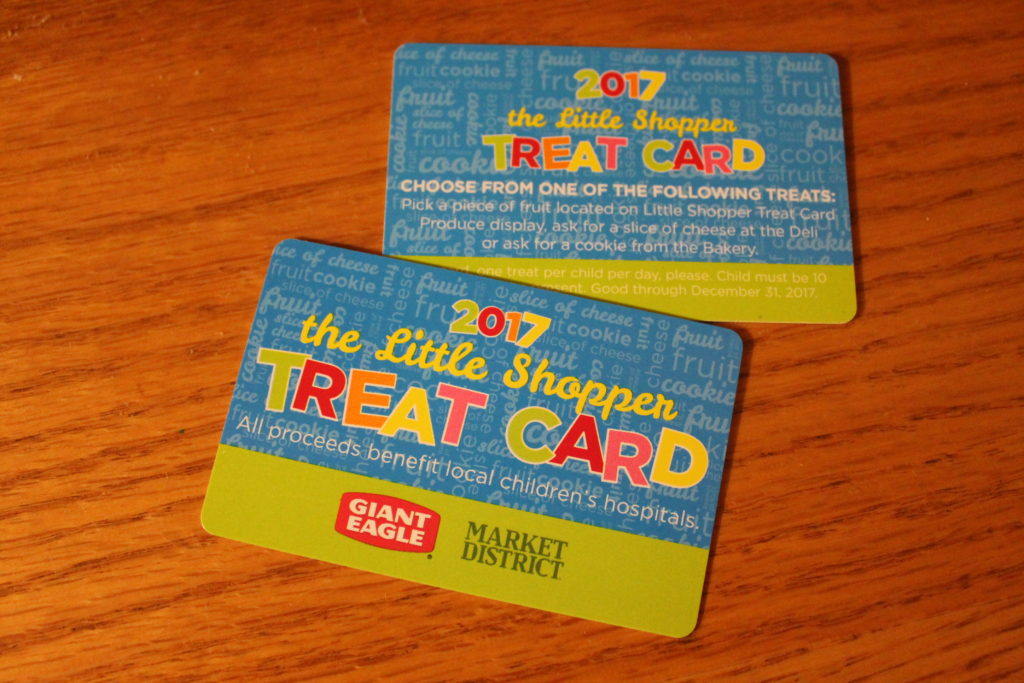 2017
the Little Shopper
TREAT CARD
CHOOSE FROM ONE OF THE FOLLOWING TREATS:
Pick a piece of fruit located on Little Shopper Treat Card
Produce display, ask for a slice of cheese at the Deli
or ask for a cookie from the Bakery.
one treat per child per day, please. Child must be 10
Good through December 31, 2017.
2017
the Little Shopper
TREAT CARD
All proceeds benefit local children's hospitals.
GIANT
EAGLE
MARKET
DISTRICT